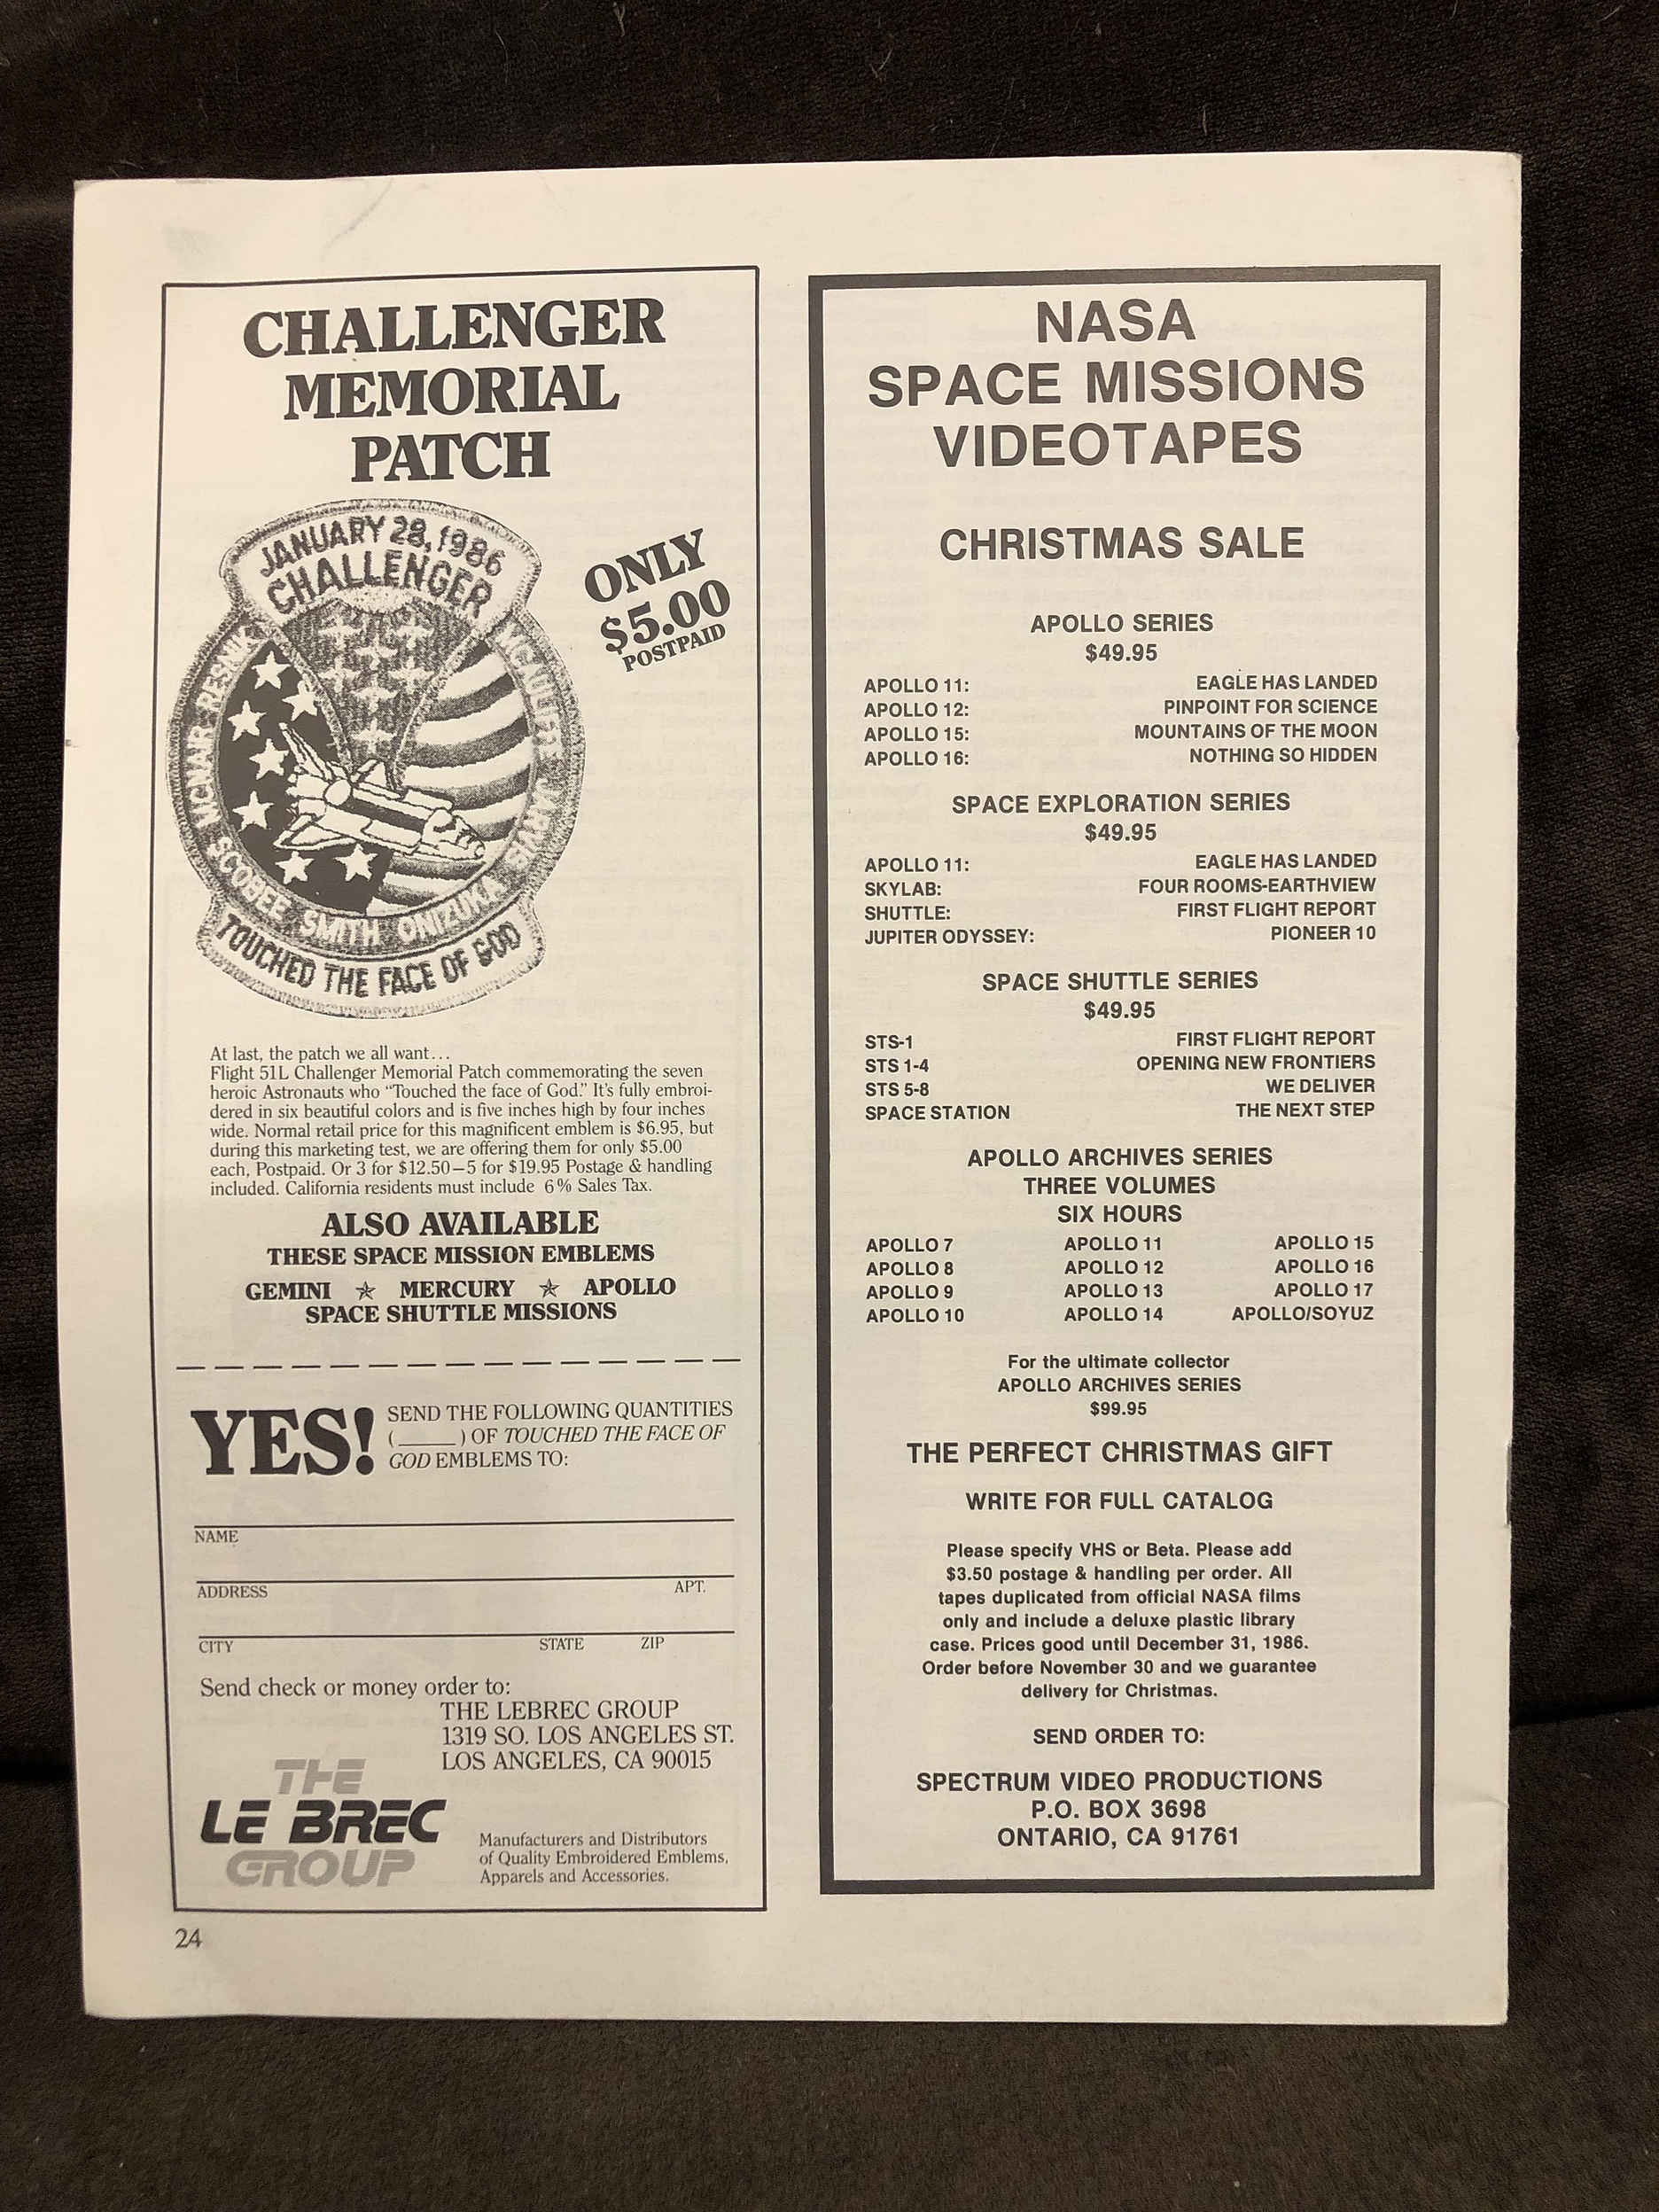 CHALLENGER
MEMORIAL
PATCH
JANUARY 28, 1986
CHALLENGER
MCNAIR RESNIK
MCAULIFFE JARVIS
SCOBEE SMITH ONIZUKA
TOUCHED THE FACE OF GOD
ONLY
$5.00
POSTPAID
At last, the patch we all want...
Flight 51L Challenger Memorial Patch commemorating the seven
heroic Astronauts who “Touched the face of God.” It’s fully embroi-
dered in six beautiful colors and is five inches high by four inches
wide. Normal retail price for this magnificent emblem is $6.95, but
during this marketing test, we are offering them for only $5.00
each, Postpaid. Or 3 for $12.50—5 for $19.95 Postage & handling
included. California residents must include 6% Sales Tax.
ALSO AVAILABLE
THESE SPACE MISSION EMBLEMS
GEMINI ★ MERCURY ★ APOLLO
SPACE SHUTTLE MISSIONS
YES! SEND THE FOLLOWING QUANTITIES
(_____) OF TOUCHED THE FACE OF
GOD EMBLEMS TO:
NAME
ADDRESS APT.
CITY STATE ZIP
Send check or money order to:
THE LEBREC GROUP
1319 SO. LOS ANGELES ST.
LOS ANGELES, CA 90015
THE
LE BREC
GROUP
Manufacturers and Distributors
of Quality Embroidered Emblems,
Apparels and Accessories.
24
NASA
SPACE MISSIONS
VIDEOTAPES
CHRISTMAS SALE
APOLLO SERIES
$49.95
APOLLO 11: EAGLE HAS LANDED
APOLLO 12: PINPOINT FOR SCIENCE
APOLLO 15: MOUNTAINS OF THE MOON
APOLLO 16: NOTHING SO HIDDEN
SPACE EXPLORATION SERIES
$49.95
APOLLO 11: EAGLE HAS LANDED
SKYLAB: FOUR ROOMS-EARTHVIEW
SHUTTLE: FIRST FLIGHT REPORT
JUPITER ODYSSEY: PIONEER 10
SPACE SHUTTLE SERIES
$49.95
STS-1 FIRST FLIGHT REPORT
STS 1-4 OPENING NEW FRONTIERS
STS 5-8 WE DELIVER
SPACE STATION THE NEXT STEP
APOLLO ARCHIVES SERIES
THREE VOLUMES
SIX HOURS
APOLLO 7 APOLLO 11 APOLLO 15
APOLLO 8 APOLLO 12 APOLLO 16
APOLLO 9 APOLLO 13 APOLLO 17
APOLLO 10 APOLLO 14 APOLLO/SOYUZ
For the ultimate collector
APOLLO ARCHIVES SERIES
$99.95
THE PERFECT CHRISTMAS GIFT
WRITE FOR FULL CATALOG
Please specify VHS or Beta. Please add
$3.50 postage & handling per order. All
tapes duplicated from official NASA films
only and include a deluxe plastic library
case. Prices good until December 31, 1986.
Order before November 30 and we guarantee
delivery for Christmas.
SEND ORDER TO:
SPECTRUM VIDEO PRODUCTIONS
P.O. BOX 3698
ONTARIO, CA 91761